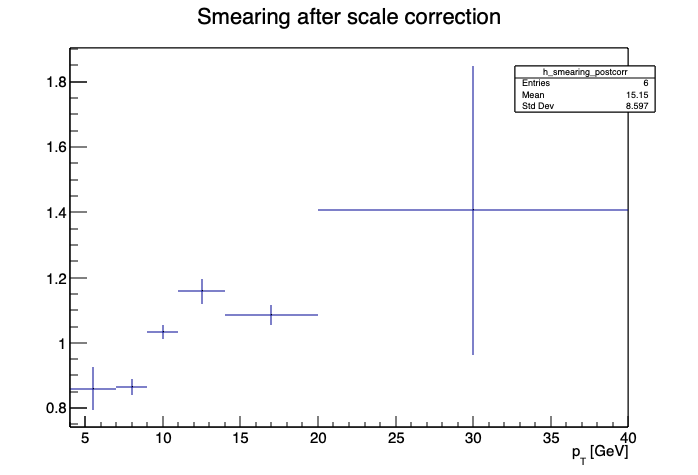 Smearing after scale correction
h_smearing_postcorr
Entries 6
Mean 15.15
Std Dev 8.597
1.8
1.6
1.4
1.2
1
0.8
5 10 15 20 25 30 35 40
p_T [GeV]